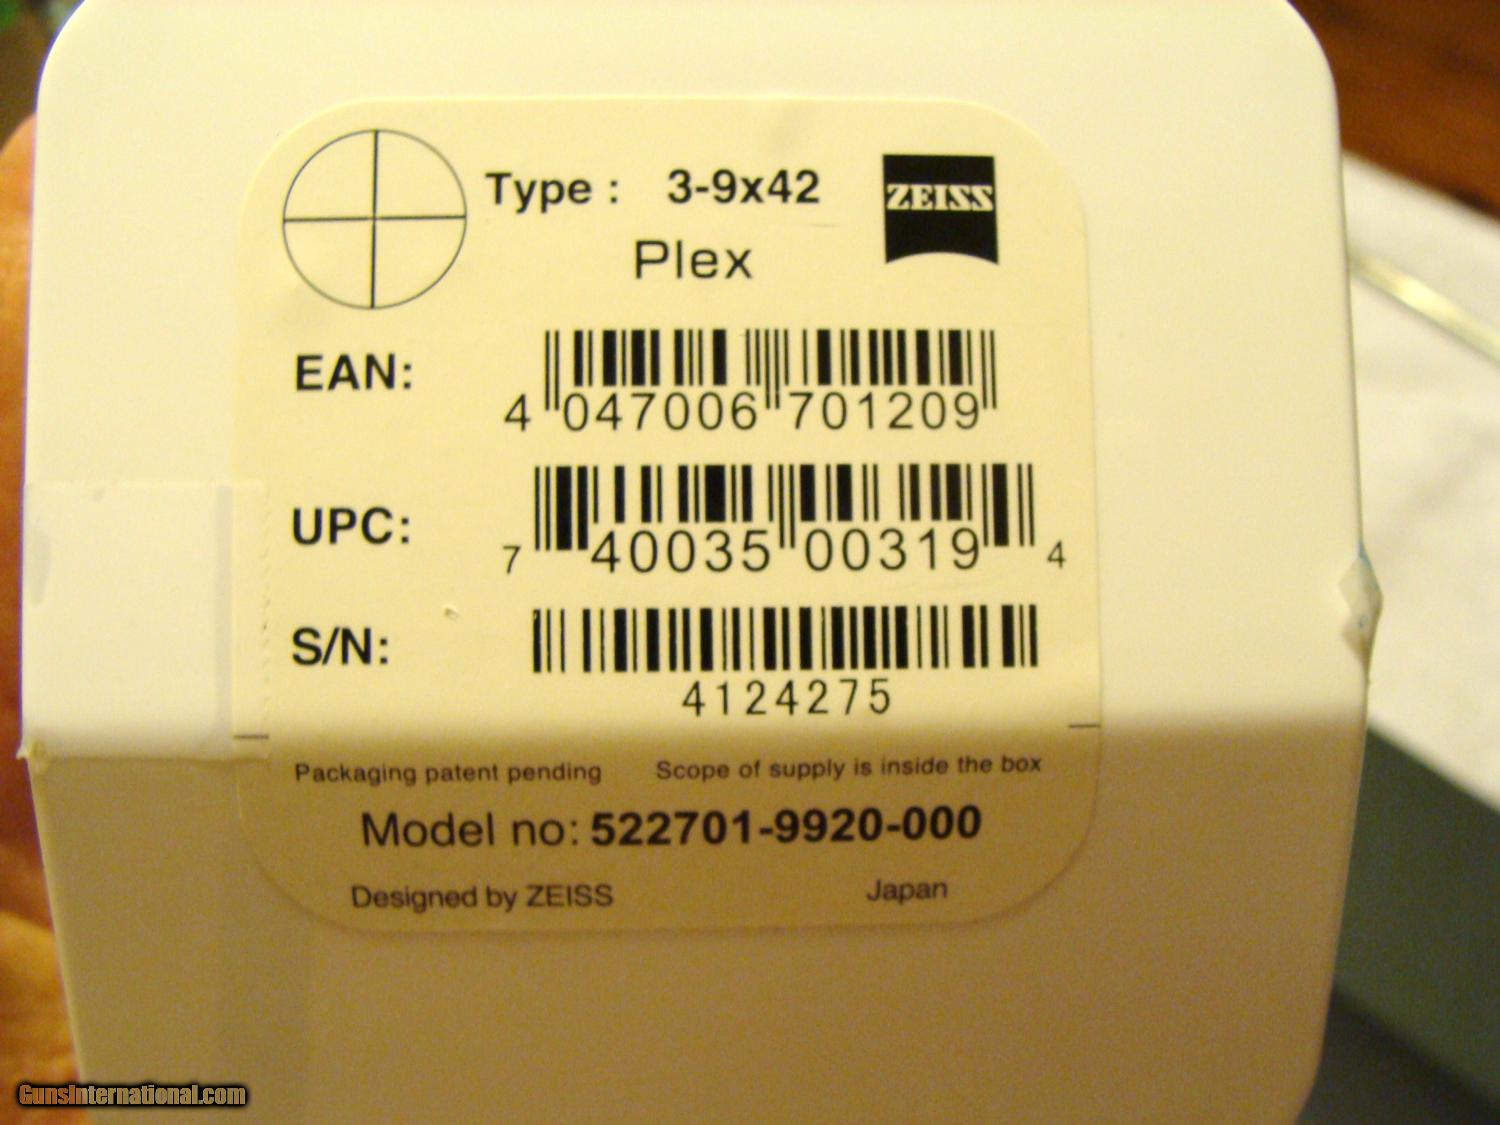 Type : 3-9x42
ZEISS
Plex
EAN:
4 047006 701209
UPC:
7 40035 00319 4
S/N:
4124275
Packaging patent pending Scope of supply is inside the box
Model no: 522701-9920-000
Designed by ZEISS Japan
GunsInternational.com